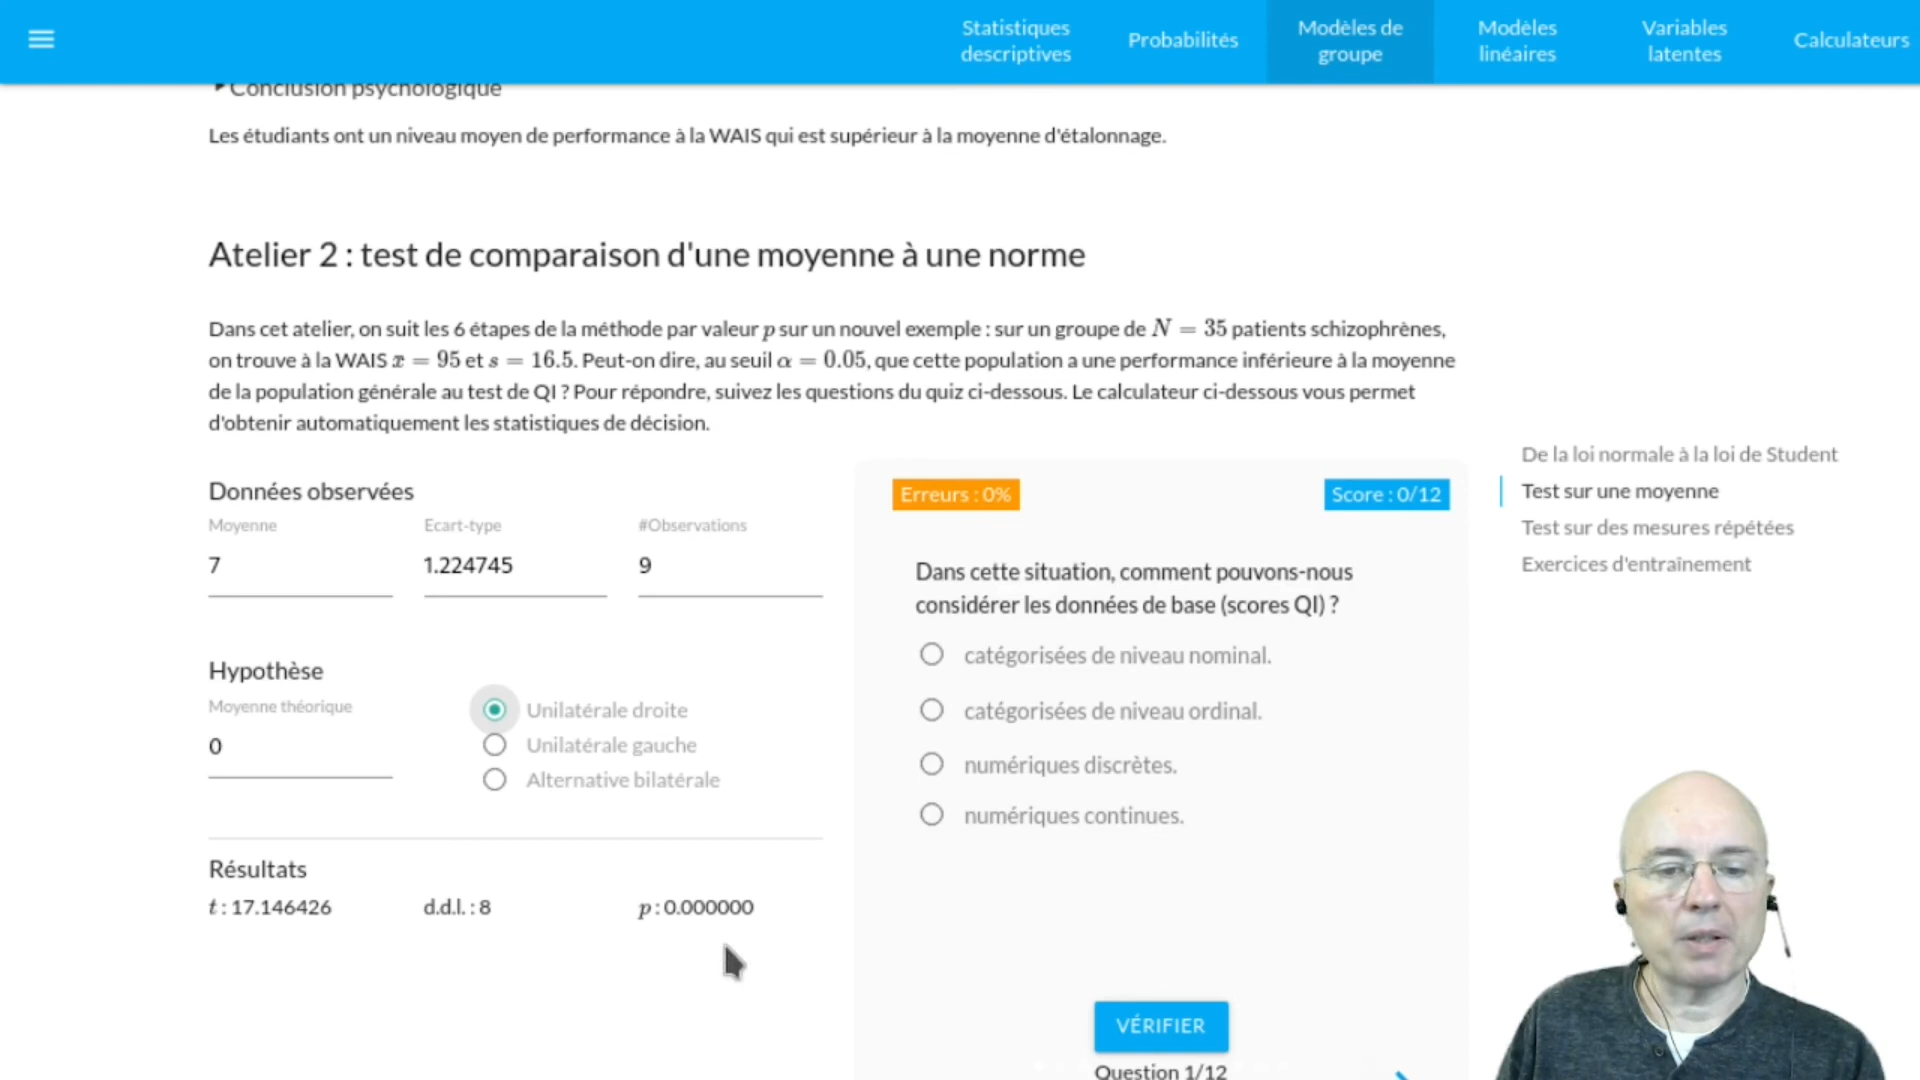 Statistiques descriptives
Probabilités
Modèles de groupe
Modèles linéaires
Variables latentes
Calculateurs
Conclusion psychologique
Les étudiants ont un niveau moyen de performance à la WAIS qui est supérieur à la moyenne d'étalonnage.
Atelier 2 : test de comparaison d'une moyenne à une norme
Dans cet atelier, on suit les 6 étapes de la méthode par valeur p sur un nouvel exemple : sur un groupe de N = 35 patients schizophrènes,
on trouve à la WAIS x = 95 et s = 16.5. Peut-on dire, au seuil α = 0.05, que cette population a une performance inférieure à la moyenne
de la population générale au test de QI ? Pour répondre, suivez les questions du quiz ci-dessous. Le calculateur ci-dessous vous permet
d'obtenir automatiquement les statistiques de décision.
Données observées
Moyenne Ecart-type #Observations
7 1.224745 9
Hypothèse
Moyenne théorique
0
Unilatérale droite
Unilatérale gauche
Alternative bilatérale
Résultats
t : 17.146426 d.d.l. : 8 p : 0.000000
Erreurs : 0% Score : 0/12
Dans cette situation, comment pouvons-nous
considérer les données de base (scores QI) ?
catégorisées de niveau nominal.
catégorisées de niveau ordinal.
numériques discrètes.
numériques continues.
VÉRIFIER
Question 1/12
De la loi normale à la loi de Student
Test sur une moyenne
Test sur des mesures répétées
Exercices d'entraînement